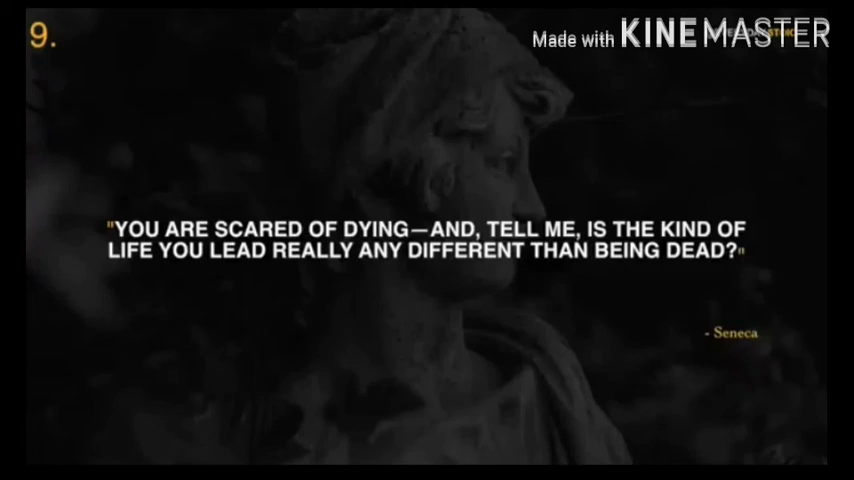 9.
Made with KINEMASTER
"YOU ARE SCARED OF DYING—AND, TELL ME, IS THE KIND OF
LIFE YOU LEAD REALLY ANY DIFFERENT THAN BEING DEAD?"
- Seneca